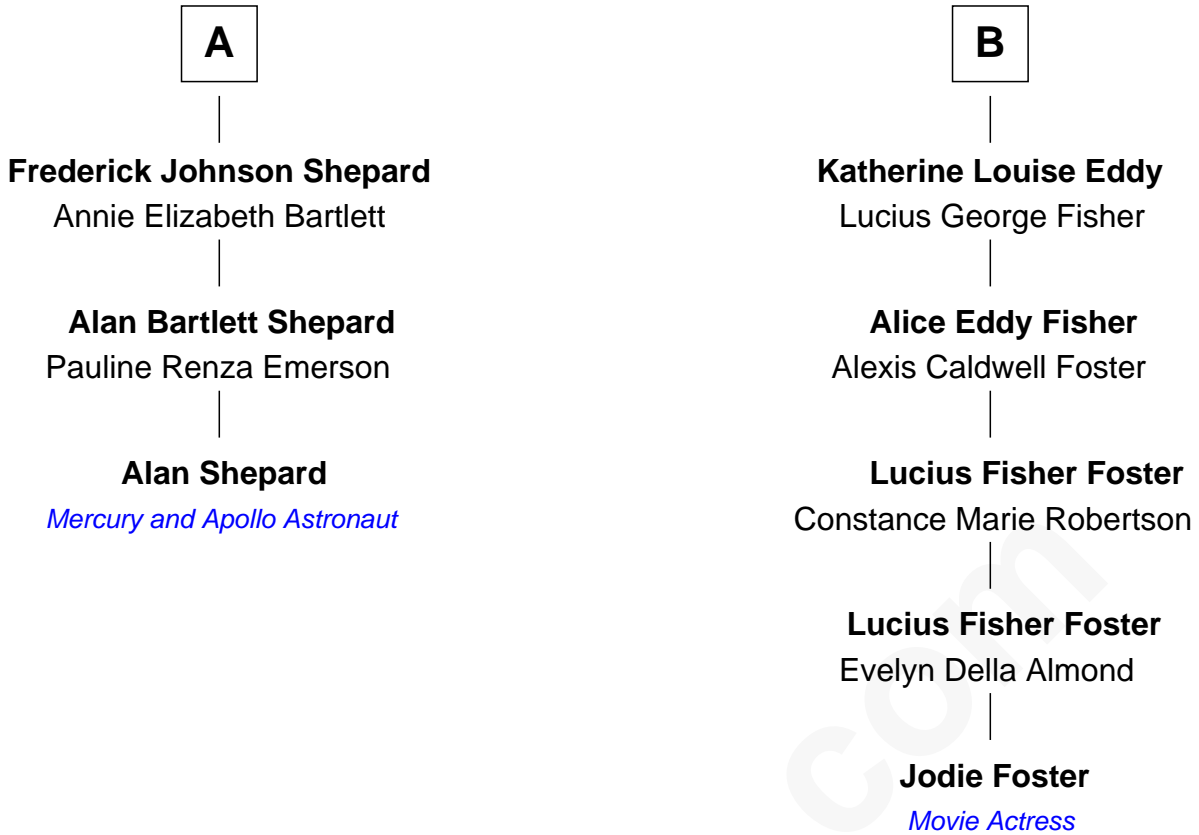 A
Frederick Johnson Shepard
Annie Elizabeth Bartlett
Alan Bartlett Shepard
Pauline Renza Emerson
Alan Shepard
Mercury and Apollo Astronaut
B
Katherine Louise Eddy
Lucius George Fisher
Alice Eddy Fisher
Alexis Caldwell Foster
Lucius Fisher Foster
Constance Marie Robertson
Lucius Fisher Foster
Evelyn Della Almond
Jodie Foster
Movie Actress
com